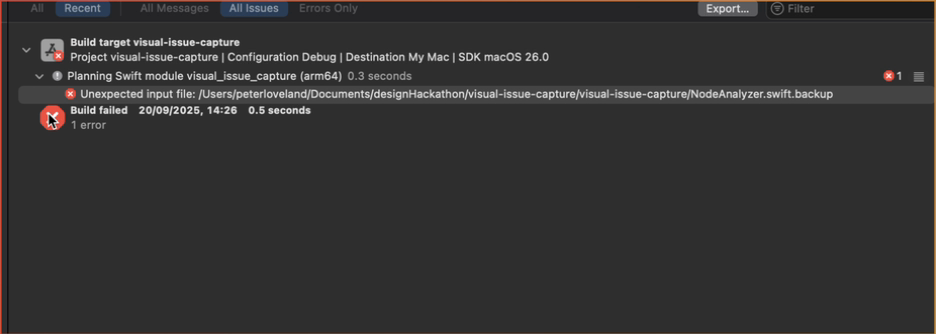 All Recent All Messages All Issues Errors Only Export... Filter
Build target visual-issue-capture
Project visual-issue-capture | Configuration Debug | Destination My Mac | SDK macOS 26.0
Planning Swift module visual_issue_capture (arm64) 0.3 seconds 1
Unexpected input file: /Users/peterloveland/Documents/designHackathon/visual-issue-capture/visual-issue-capture/NodeAnalyzer.swift.backup
Build failed 20/09/2025, 14:26 0.5 seconds
1 error